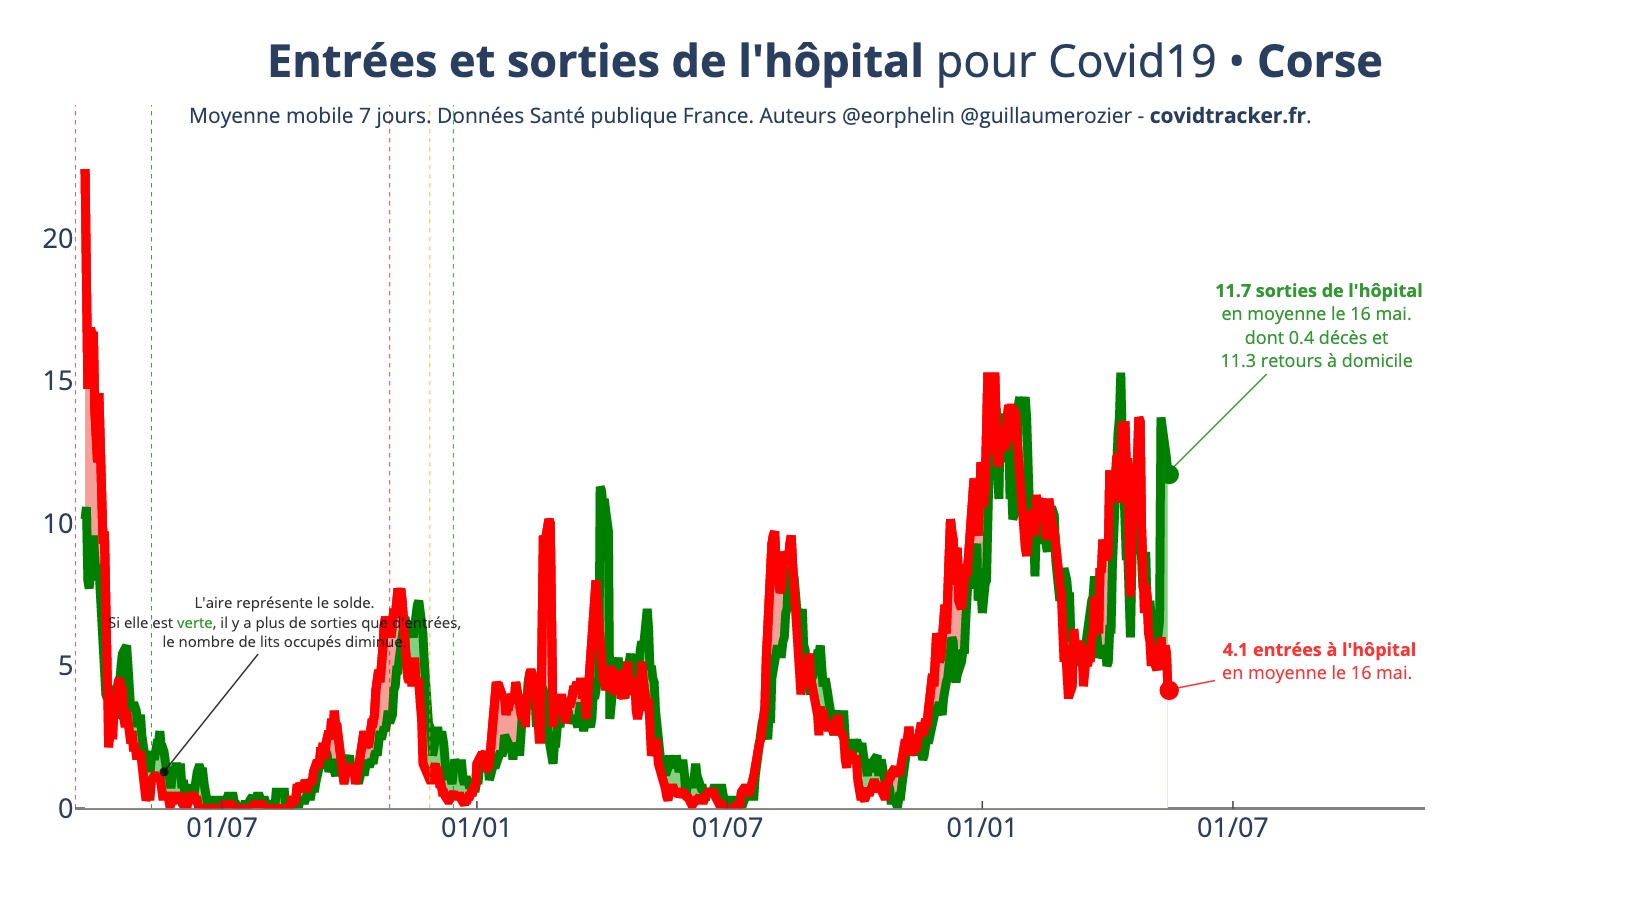 Entrées et sorties de l'hôpital pour Covid19 • Corse
Moyenne mobile 7 jours. Données Santé publique France. Auteurs @eorphelin @guillaumerozier - covidtracker.fr.
20
15
10
5
0
11.7 sorties de l'hôpital
en moyenne le 16 mai.
dont 0.4 décès et
11.3 retours à domicile
L'aire représente le solde.
Si elle est verte, il y a plus de sorties que d'entrées,
le nombre de lits occupés diminue.
4.1 entrées à l'hôpital
en moyenne le 16 mai.
01/07
01/01
01/07
01/01
01/07